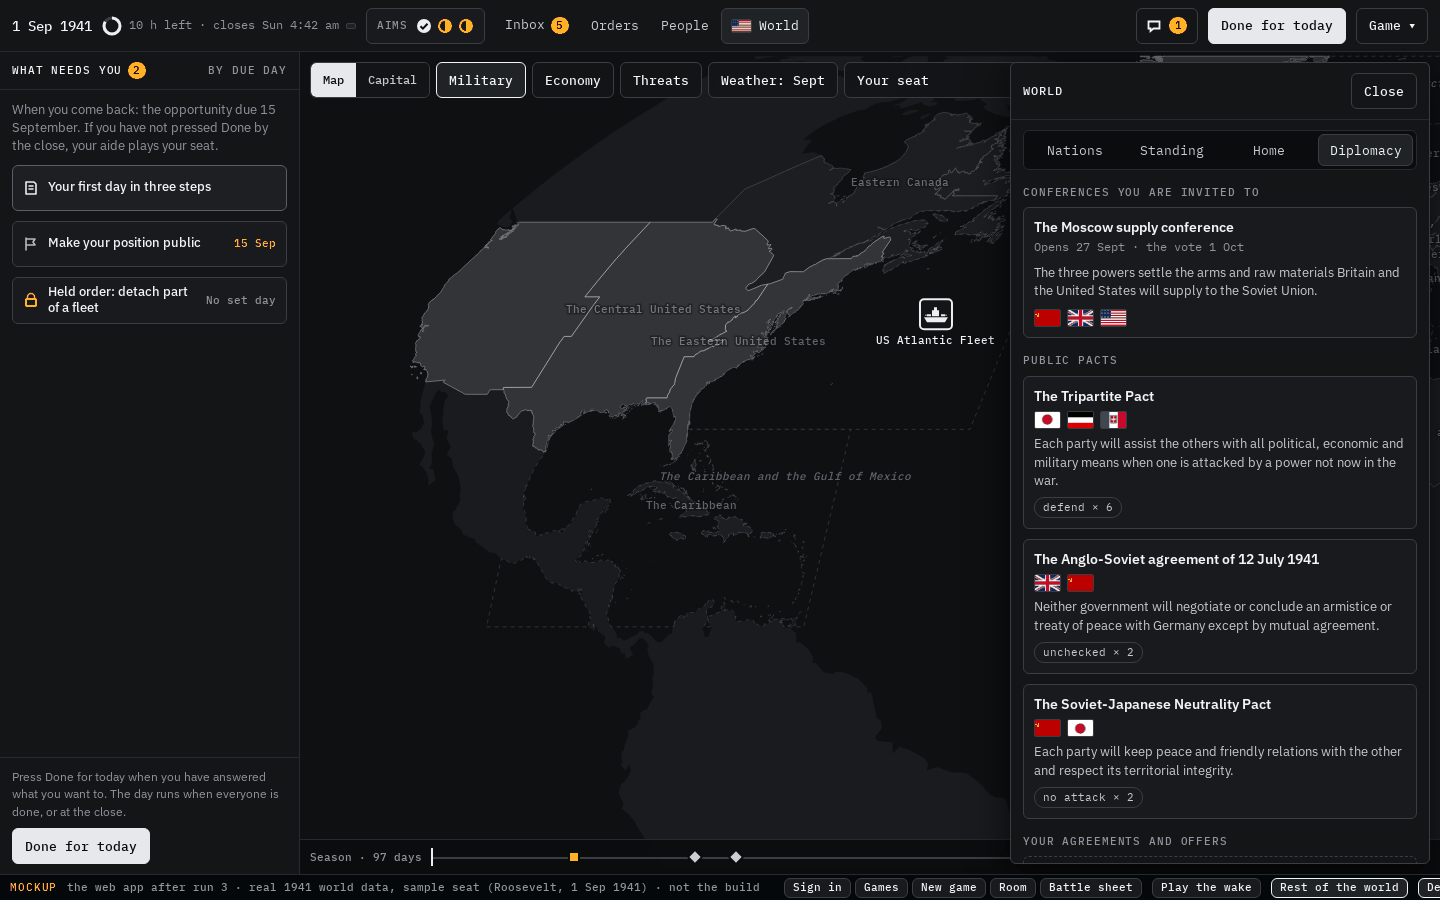 1 Sep 1941
10 h left · closes Sun 4:42 am
AIMS
Inbox 5
Orders
People
World
1
Done for today
Game ▾
WHAT NEEDS YOU 2
BY DUE DAY
When you come back: the opportunity due 15
September. If you have not pressed Done by
the close, your aide plays your seat.
Your first day in three steps
Make your position public
15 Sep
Held order: detach part
of a fleet
No set day
Press Done for today when you have answered
what you want to. The day runs when everyone is
done, or at the close.
Done for today
Map
Capital
Military
Economy
Threats
Weather: Sept
Your seat
Eastern Canada
The Central United States
The Eastern United States
US Atlantic Fleet
The Caribbean and the Gulf of Mexico
The Caribbean
Season · 97 days
WORLD
Close
Nations
Standing
Home
Diplomacy
CONFERENCES YOU ARE INVITED TO
The Moscow supply conference
Opens 27 Sept · the vote 1 Oct
The three powers settle the arms and raw materials Britain and
the United States will supply to the Soviet Union.
PUBLIC PACTS
The Tripartite Pact
Each party will assist the others with all political, economic and
military means when one is attacked by a power not now in the
war.
defend × 6
The Anglo-Soviet agreement of 12 July 1941
Neither government will negotiate or conclude an armistice or
treaty of peace with Germany except by mutual agreement.
unchecked × 2
The Soviet-Japanese Neutrality Pact
Each party will keep peace and friendly relations with the other
and respect its territorial integrity.
no attack × 2
YOUR AGREEMENTS AND OFFERS
MOCKUP
the web app after run 3 · real 1941 world data, sample seat (Roosevelt, 1 Sep 1941) · not the build
Sign in
Games
New game
Room
Battle sheet
Play the wake
Rest of the world
De